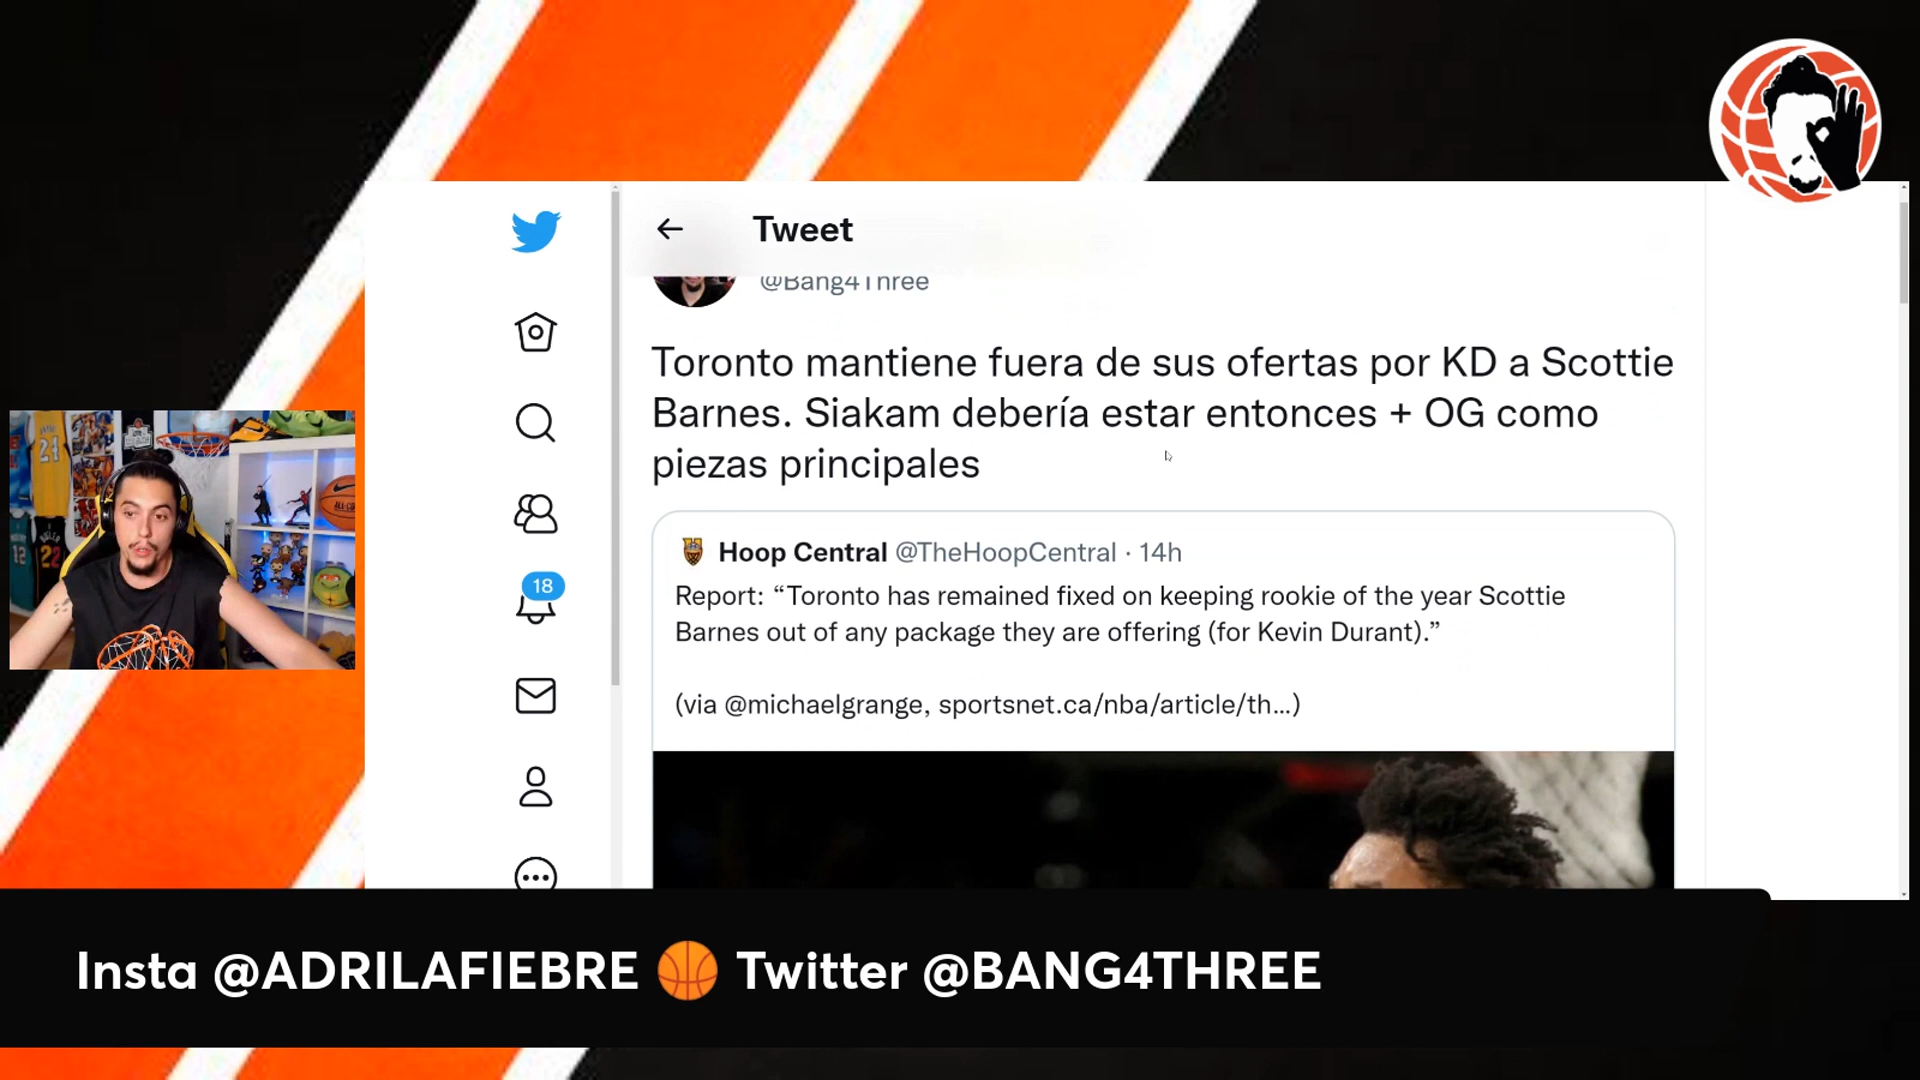 Tweet
@Bang4Three
Toronto mantiene fuera de sus ofertas por KD a Scottie
Barnes. Siakam debería estar entonces + OG como
piezas principales
Hoop Central @TheHoopCentral · 14h
Report: “Toronto has remained fixed on keeping rookie of the year Scottie
Barnes out of any package they are offering (for Kevin Durant).”
(via @michaelgrange, sportsnet.ca/nba/article/th...)
18
24
12
22
Insta @ADRILAFIEBRE 🏀 Twitter @BANG4THREE